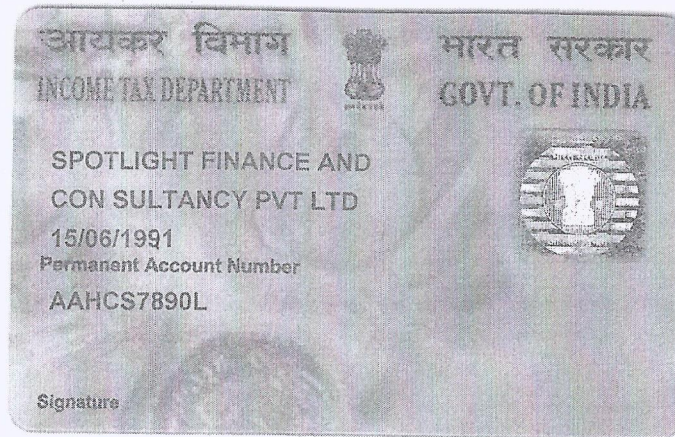 आयकर विभाग
INCOME TAX DEPARTMENT
भारत सरकार
GOVT. OF INDIA
SPOTLIGHT FINANCE AND
CON SULTANCY PVT LTD
15/06/1991
Permanent Account Number
AAHCS7890L
Signature